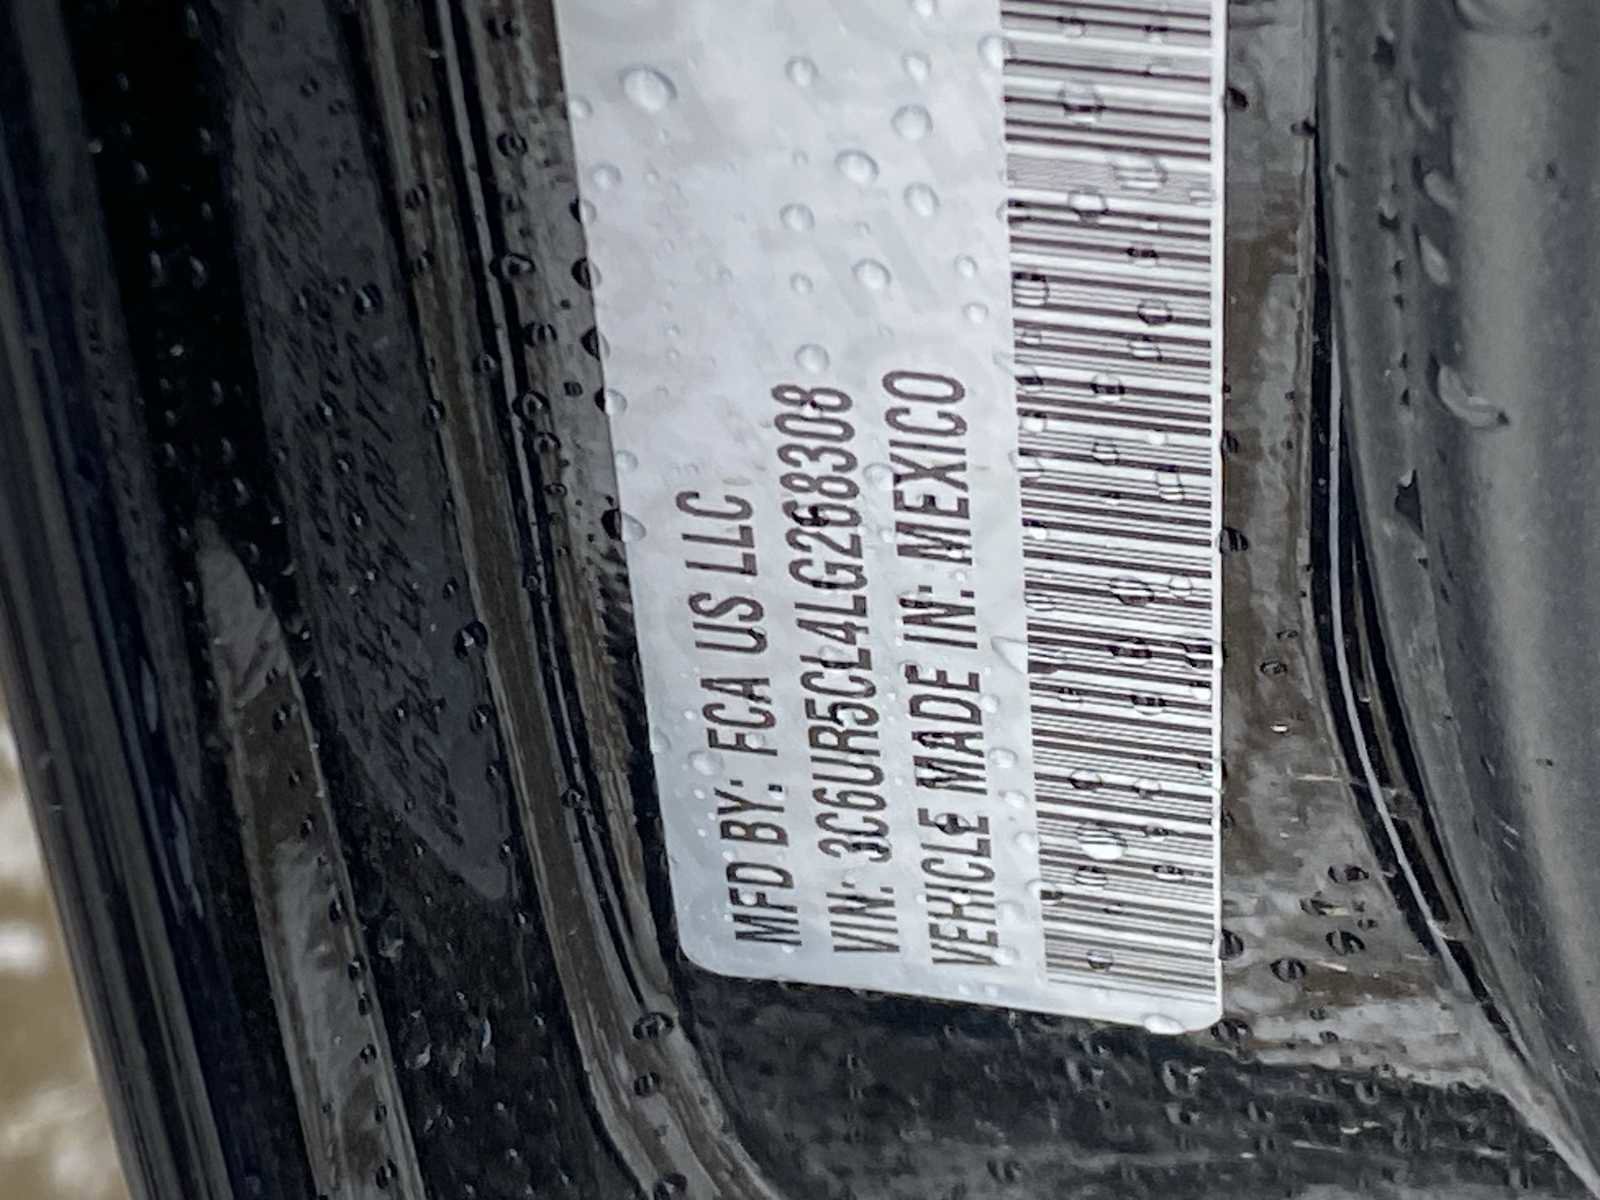 MFD BY: FCA US LLC
VIN: 3C6UR5CL4LG268308
VEHICLE MADE IN: MEXICO